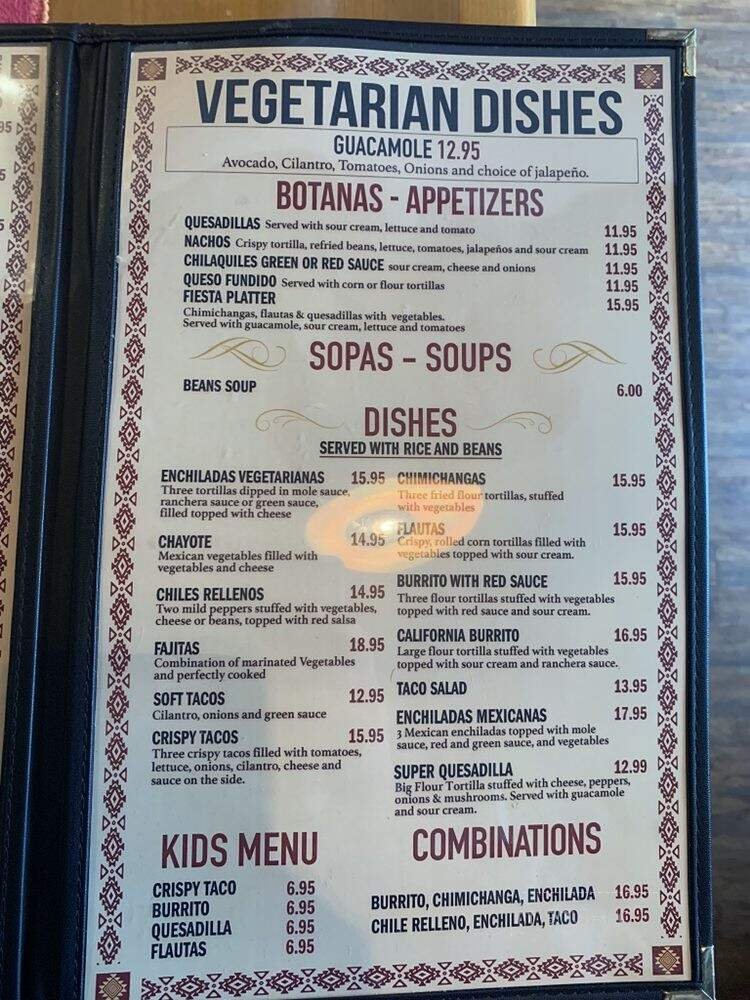 VEGETARIAN DISHES
GUACAMOLE 12.95
Avocado, Cilantro, Tomatoes, Onions and choice of jalapeño.
BOTANAS - APPETIZERS
QUESADILLAS Served with sour cream, lettuce and tomato 11.95
NACHOS Crispy tortilla, refried beans, lettuce, tomatoes, jalapeños and sour cream 11.95
CHILAQUILES GREEN OR RED SAUCE sour cream, cheese and onions 11.95
QUESO FUNDIDO Served with corn or flour tortillas 11.95
FIESTA PLATTER 15.95
Chimichangas, flautas & quesadillas with vegetables.
Served with guacamole, sour cream, lettuce and tomatoes
SOPAS - SOUPS
BEANS SOUP 6.00
DISHES
SERVED WITH RICE AND BEANS
ENCHILADAS VEGETARIANAS 15.95
Three tortillas dipped in mole sauce,
ranchera sauce or green sauce,
filled topped with cheese
CHAYOTE 14.95
Mexican vegetables filled with
vegetables and cheese
CHILES RELLENOS 14.95
Two mild peppers stuffed with vegetables,
cheese or beans, topped with red salsa
FAJITAS 18.95
Combination of marinated Vegetables
and perfectly cooked
SOFT TACOS 12.95
Cilantro, onions and green sauce
CRISPY TACOS 15.95
Three crispy tacos filled with tomatoes,
lettuce, onions, cilantro, cheese and
sauce on the side.
CHIMICHANGAS 15.95
Three fried flour tortillas, stuffed
with vegetables
FLAUTAS 15.95
Crispy, rolled corn tortillas filled with
vegetables topped with sour cream.
BURRITO WITH RED SAUCE 15.95
Three flour tortillas stuffed with vegetables
topped with red sauce and sour cream.
CALIFORNIA BURRITO 16.95
Large flour tortilla stuffed with vegetables
topped with sour cream and ranchera sauce.
TACO SALAD 13.95
ENCHILADAS MEXICANAS 17.95
3 Mexican enchiladas topped with mole
sauce, red and green sauce, and vegetables
SUPER QUESADILLA 12.99
Big Flour Tortilla stuffed with cheese, peppers,
onions & mushrooms. Served with guacamole
and sour cream.
KIDS MENU
CRISPY TACO 6.95
BURRITO 6.95
QUESADILLA 6.95
FLAUTAS 6.95
COMBINATIONS
BURRITO, CHIMICHANGA, ENCHILADA 16.95
CHILE RELLENO, ENCHILADA, TACO 16.95